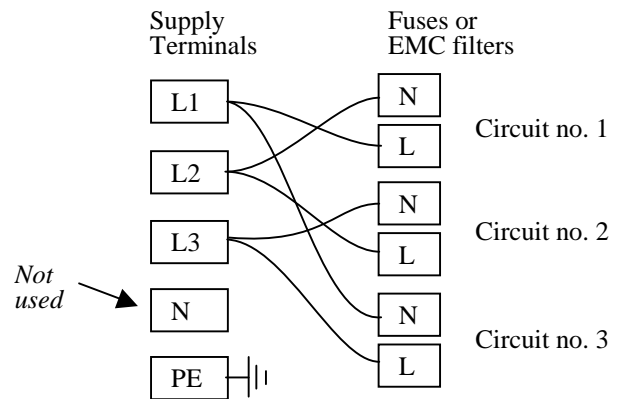 Supply
Terminals
Fuses or
EMC filters
L1
L2
L3
N
PE
Not
used
N
L
Circuit no. 1
N
L
Circuit no. 2
N
L
Circuit no. 3